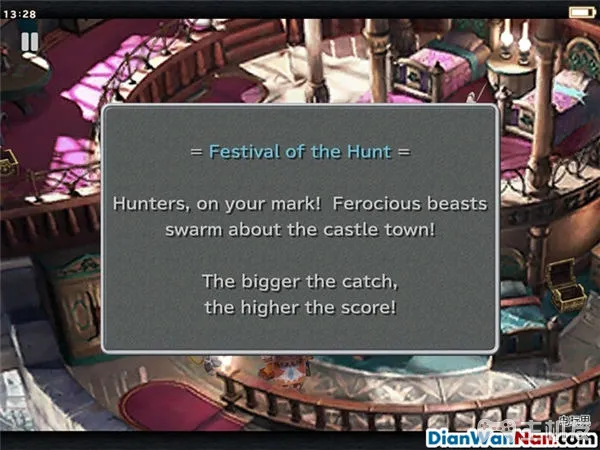 13:28
= Festival of the Hunt =
Hunters, on your mark!  Ferocious beasts
swarm about the castle town!
The bigger the catch,
the higher the score!
DianWanNan.com